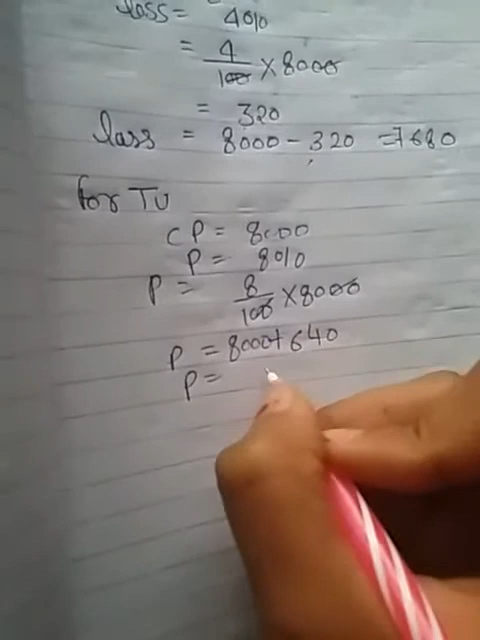 loss = 4%
= 4/100 × 8000
= 320
loss = 8000 - 320 = 7680
for TV
CP = 8000
P = 8%
P = 8/100 × 8000
P = 8000 + 640
P =